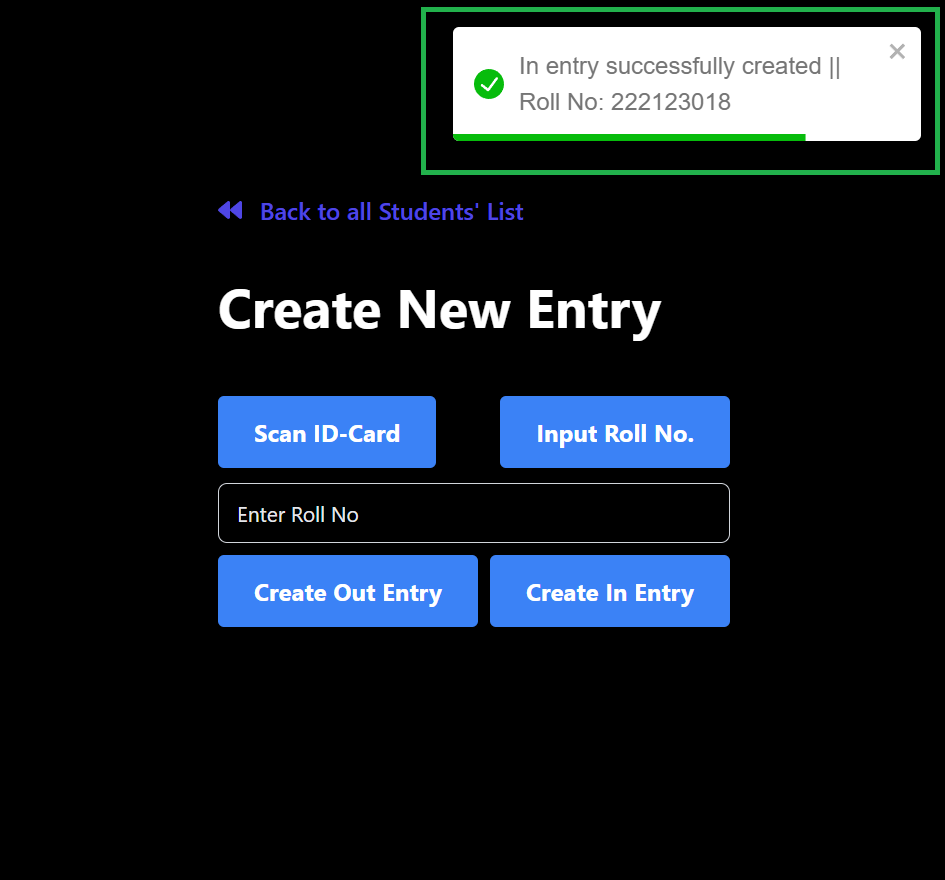 In entry successfully created ||
Roll No: 222123018
Back to all Students' List
Create New Entry
Scan ID-Card
Input Roll No.
Enter Roll No
Create Out Entry
Create In Entry